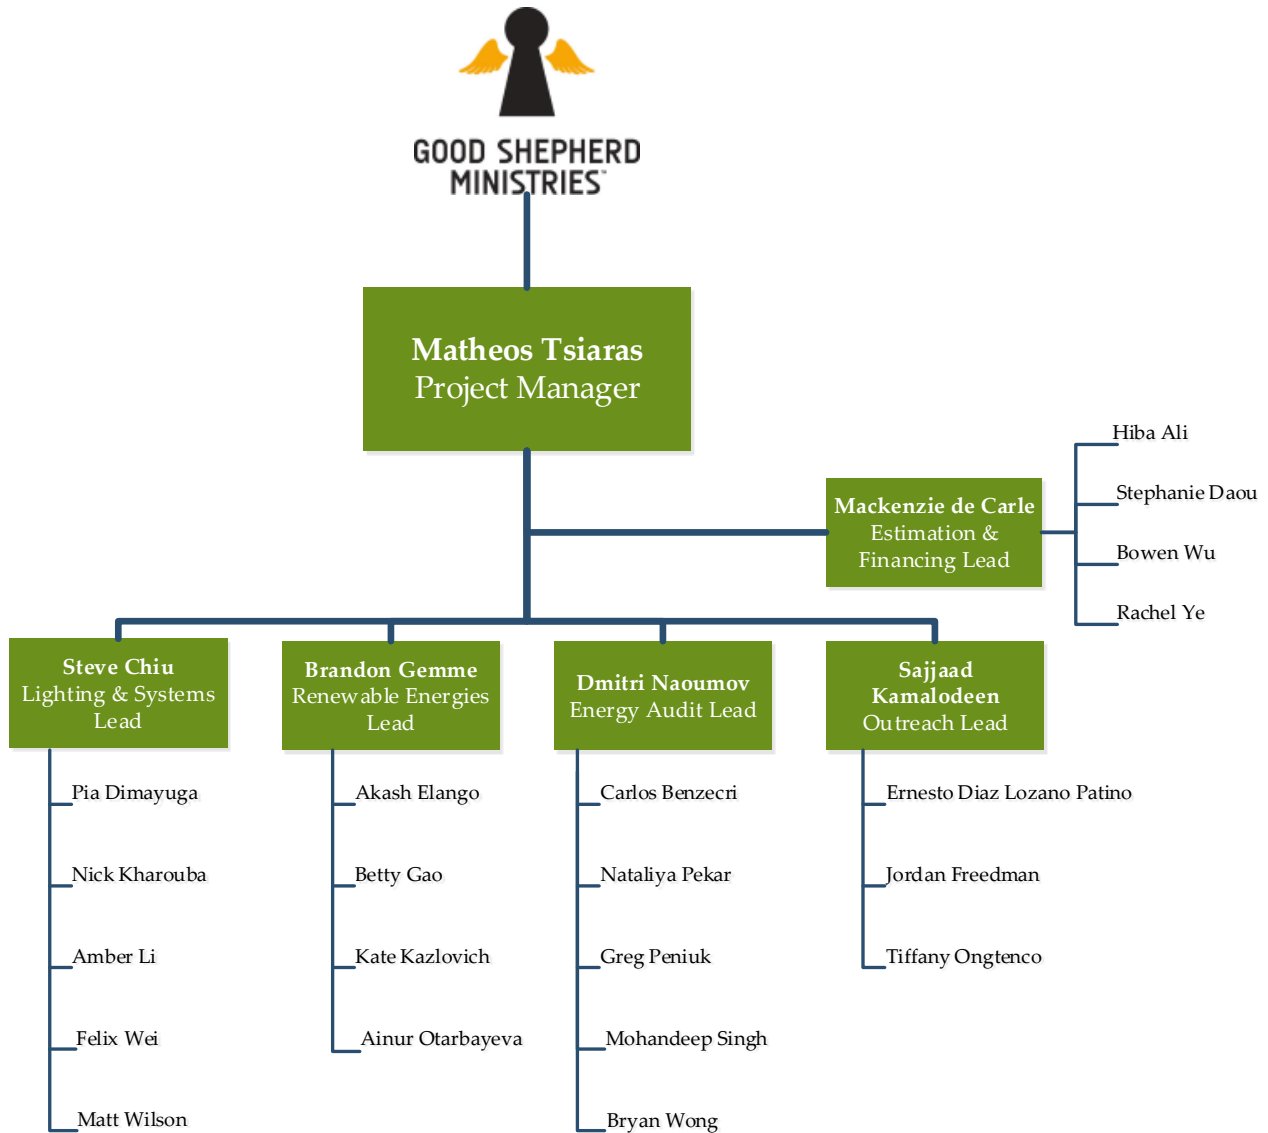 GOOD SHEPHERD
MINISTRIES™
Matheos Tsiaras
Project Manager
Mackenzie de Carle
Estimation &
Financing Lead
Hiba Ali
Stephanie Daou
Bowen Wu
Rachel Ye
Steve Chiu
Lighting & Systems
Lead
Pia Dimayuga
Nick Kharouba
Amber Li
Felix Wei
Matt Wilson
Brandon Gemme
Renewable Energies
Lead
Akash Elango
Betty Gao
Kate Kazlovich
Ainur Otarbayeva
Dmitri Naoumov
Energy Audit Lead
Carlos Benzecri
Nataliya Pekar
Greg Peniuk
Mohandeep Singh
Bryan Wong
Sajjaad
Kamalodeen
Outreach Lead
Ernesto Diaz Lozano Patino
Jordan Freedman
Tiffany Ongtenco